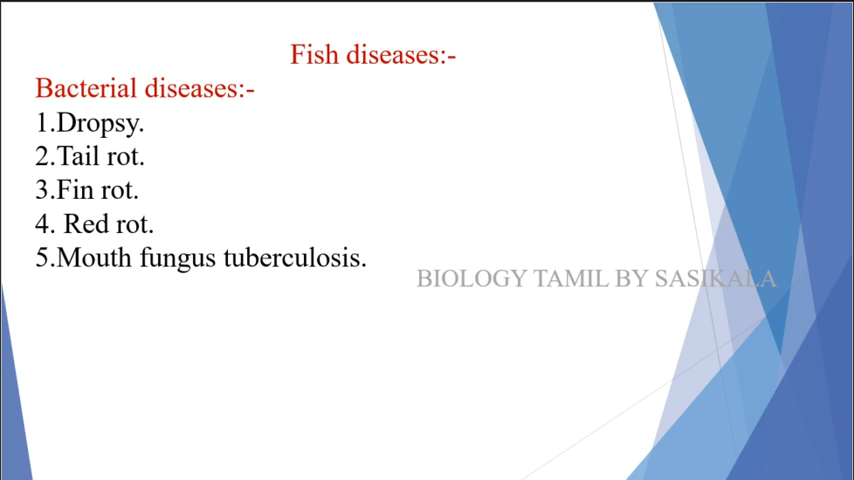 Fish diseases:-
Bacterial diseases:-
1.Dropsy.
2.Tail rot.
3.Fin rot.
4. Red rot.
5.Mouth fungus tuberculosis.
BIOLOGY TAMIL BY SASIKALA